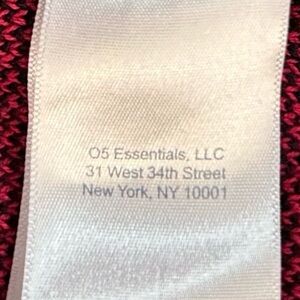 O5 Essentials, LLC
31 West 34th Street
New York, NY 10001